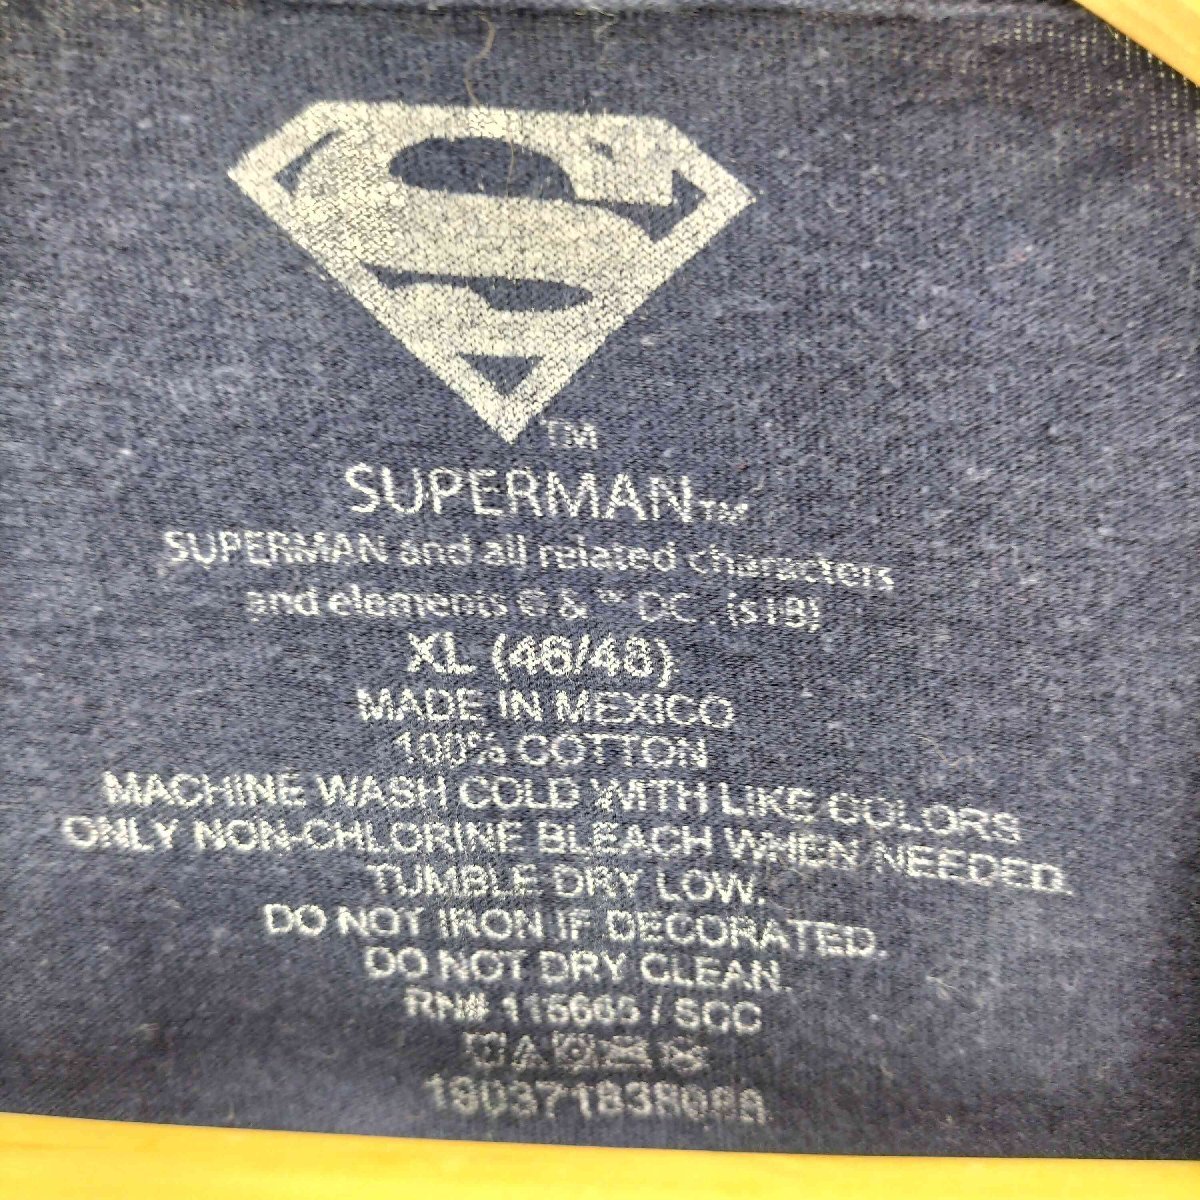 S
TM
SUPERMAN™
SUPERMAN and all related characters
and elements © & ™ DC. (s18)
XL (46/48)
MADE IN MEXICO
100% COTTON
MACHINE WASH COLD WITH LIKE COLORS
ONLY NON-CHLORINE BLEACH WHEN NEEDED.
TUMBLE DRY LOW.
DO NOT IRON IF DECORATED.
DO NOT DRY CLEAN.
RN# 115665 / SCC